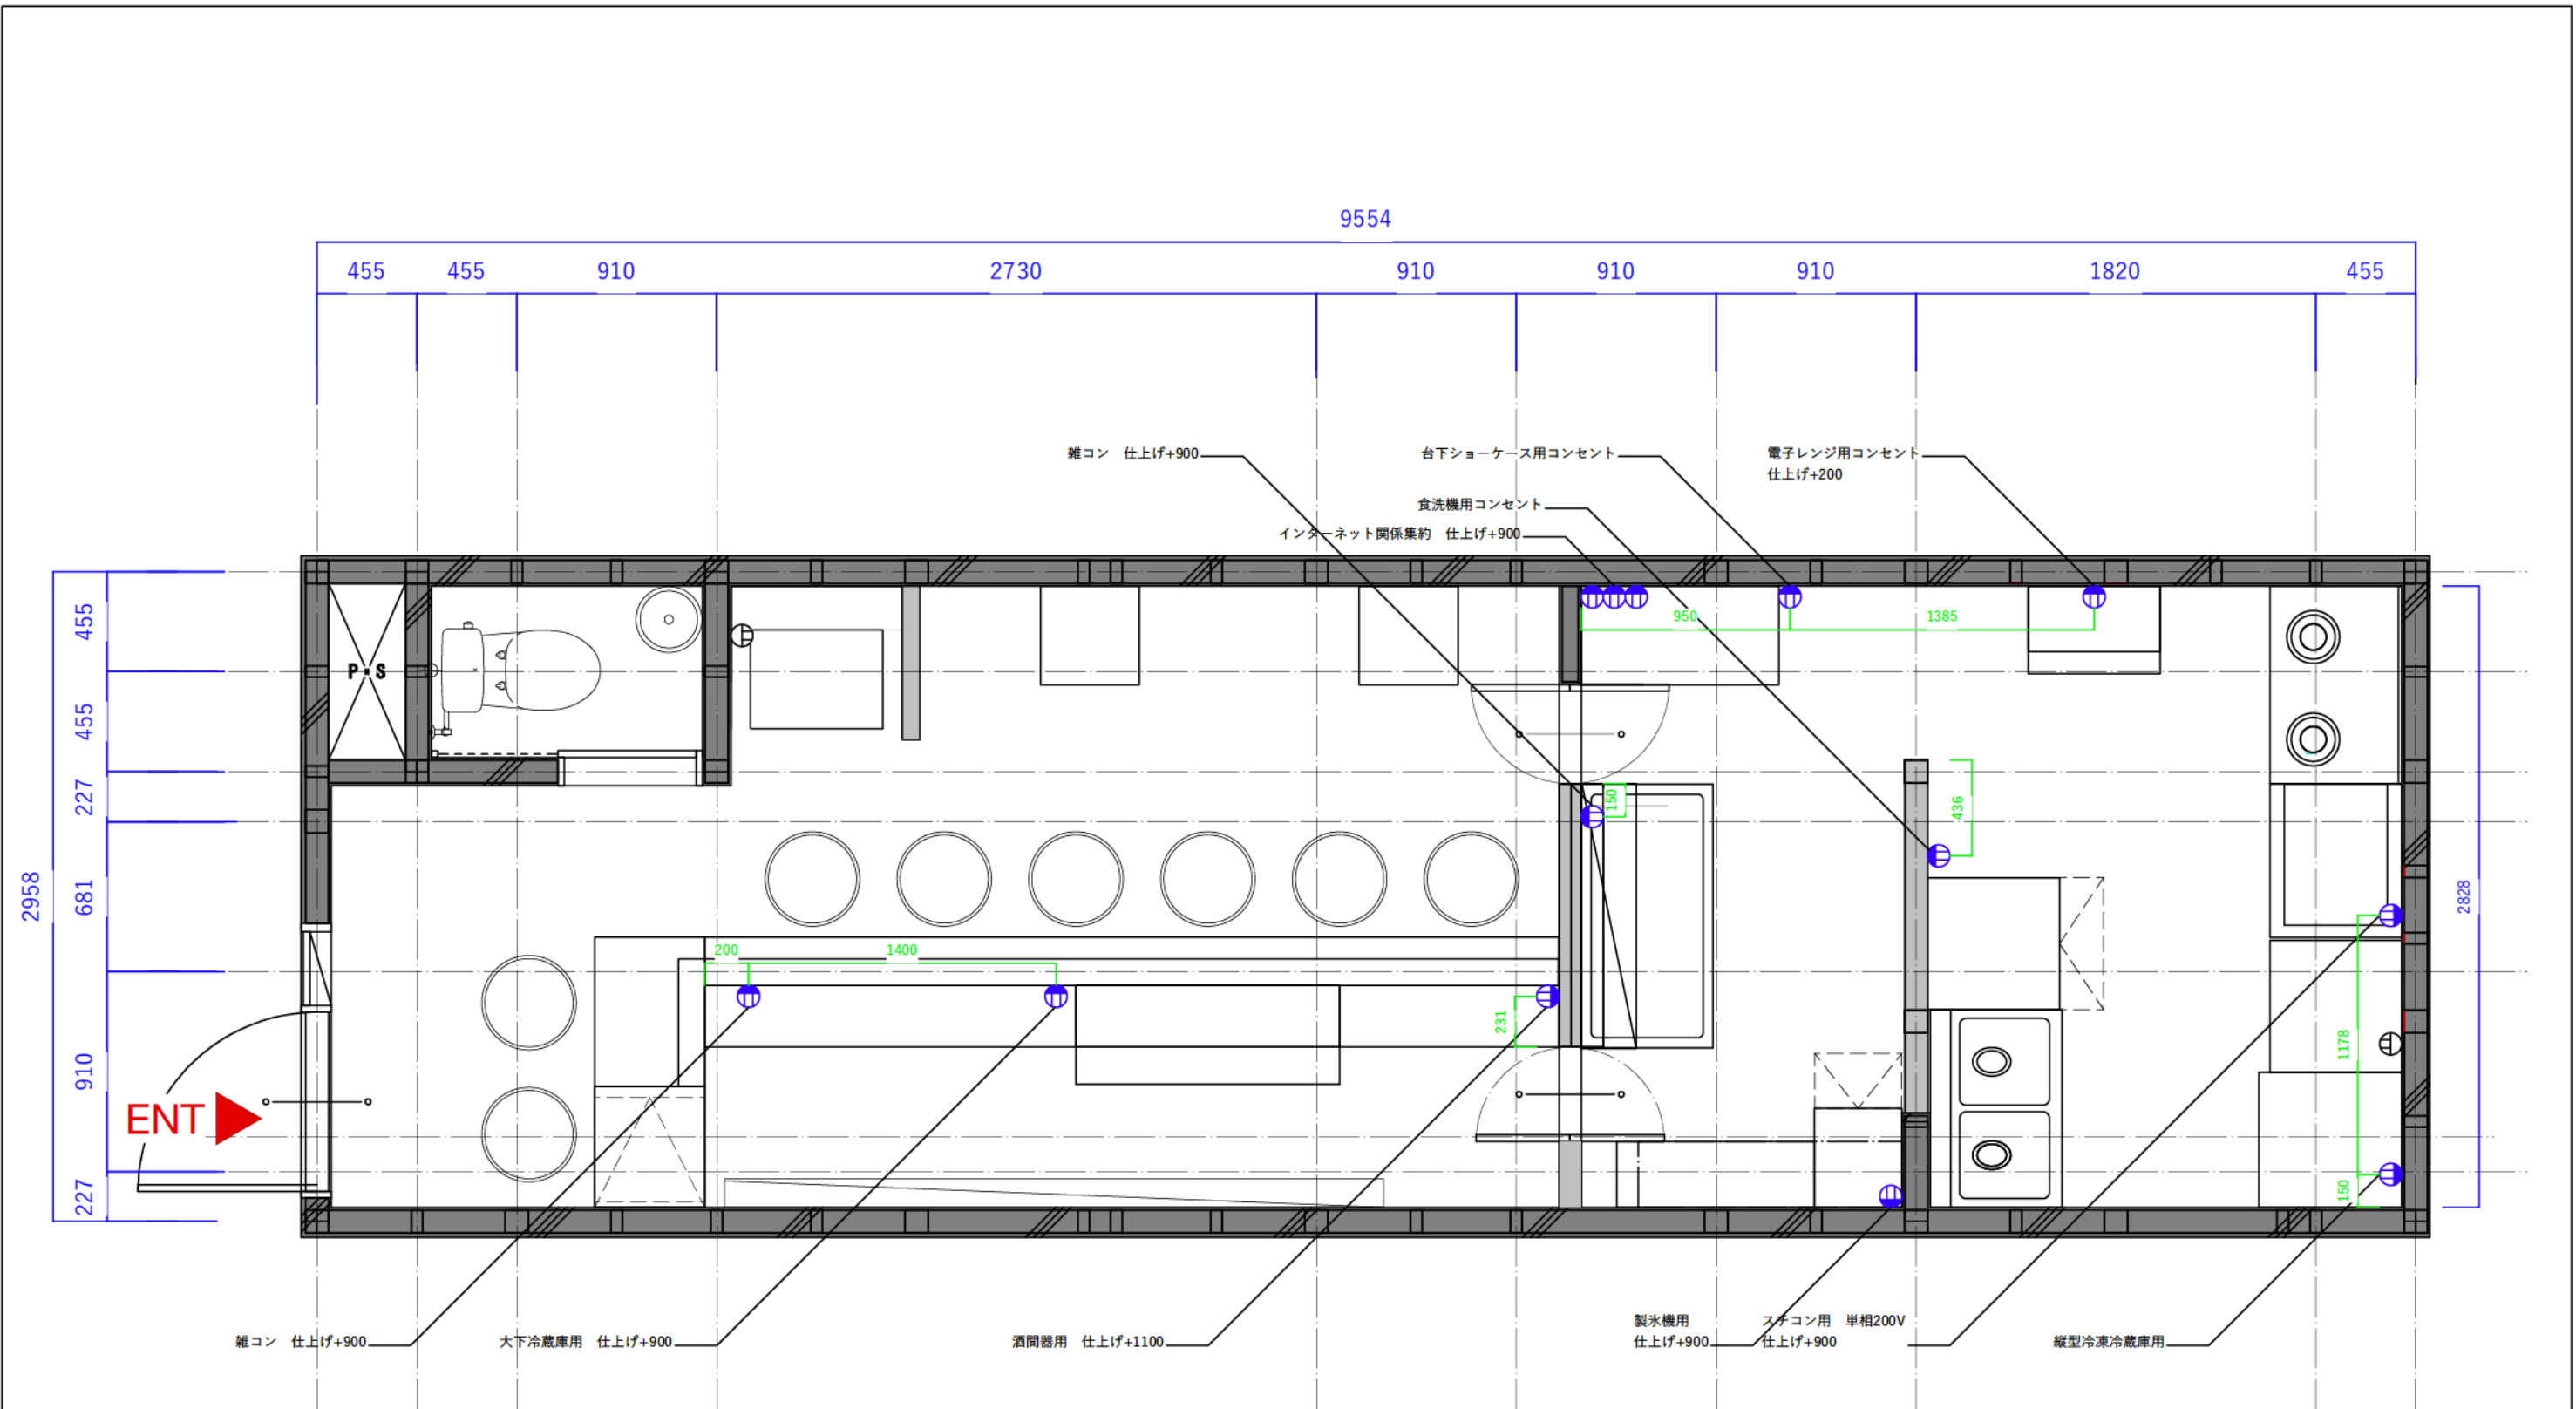 9554
455
455
910
2730
910
910
910
1820
455
雑コン 仕上げ+900
台下ショーケース用コンセント
電子レンジ用コンセント
仕上げ+200
食洗機用コンセント
インターネット関係集約 仕上げ+900
455
455
227
681
910
227
2958
2828
P S
950
1385
150
436
200
1400
231
1178
150
ENT
雑コン 仕上げ+900
大下冷蔵庫用 仕上げ+900
酒間器用 仕上げ+1100
製氷機用
仕上げ+900
スチコン用 単相200V
仕上げ+900
縦型冷凍冷蔵庫用